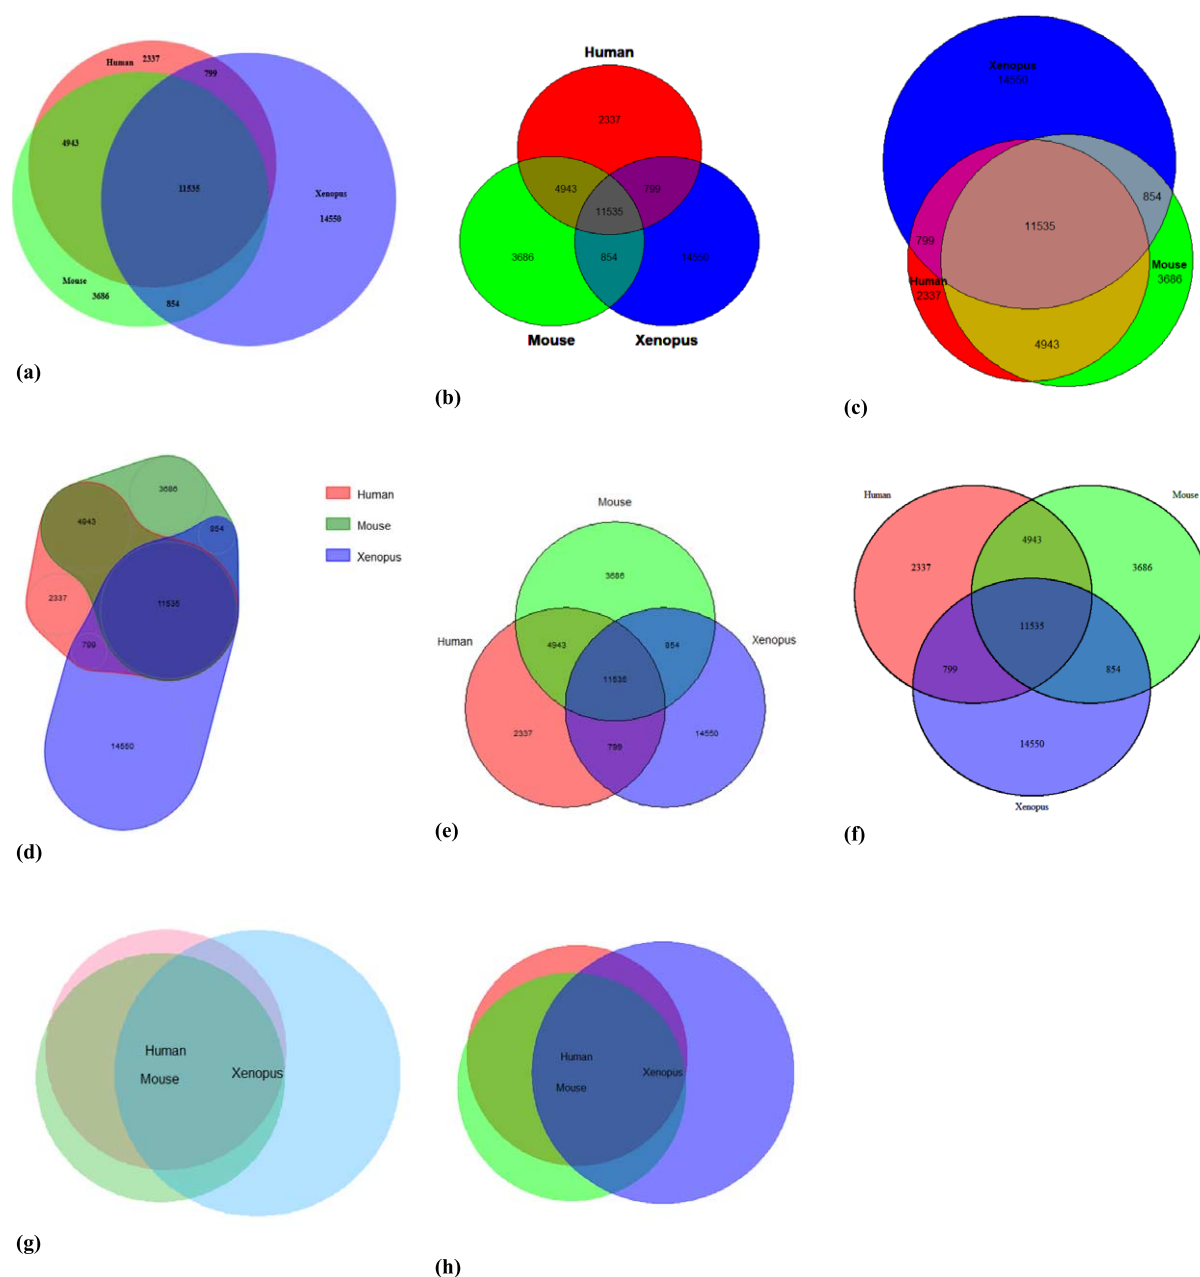 Human 2337
799
4943
11535
Xenopus
14550
Mouse
3686
854
(a)
Human
2337
4943
799
11535
3686
854
14550
Mouse
Xenopus
(b)
Xenopus
14550
854
799
11535
Mouse
3686
Human
2337
4943
(c)
3686
4943
854
2337
11535
799
14550
Human
Mouse
Xenopus
(d)
Mouse
3686
Human
Xenopus
4943
854
11535
2337
799
14550
(e)
Human
Mouse
4943
2337
3686
11535
799
854
14550
Xenopus
(f)
Human
Mouse
Xenopus
(g)
Human
Xenopus
Mouse
(h)